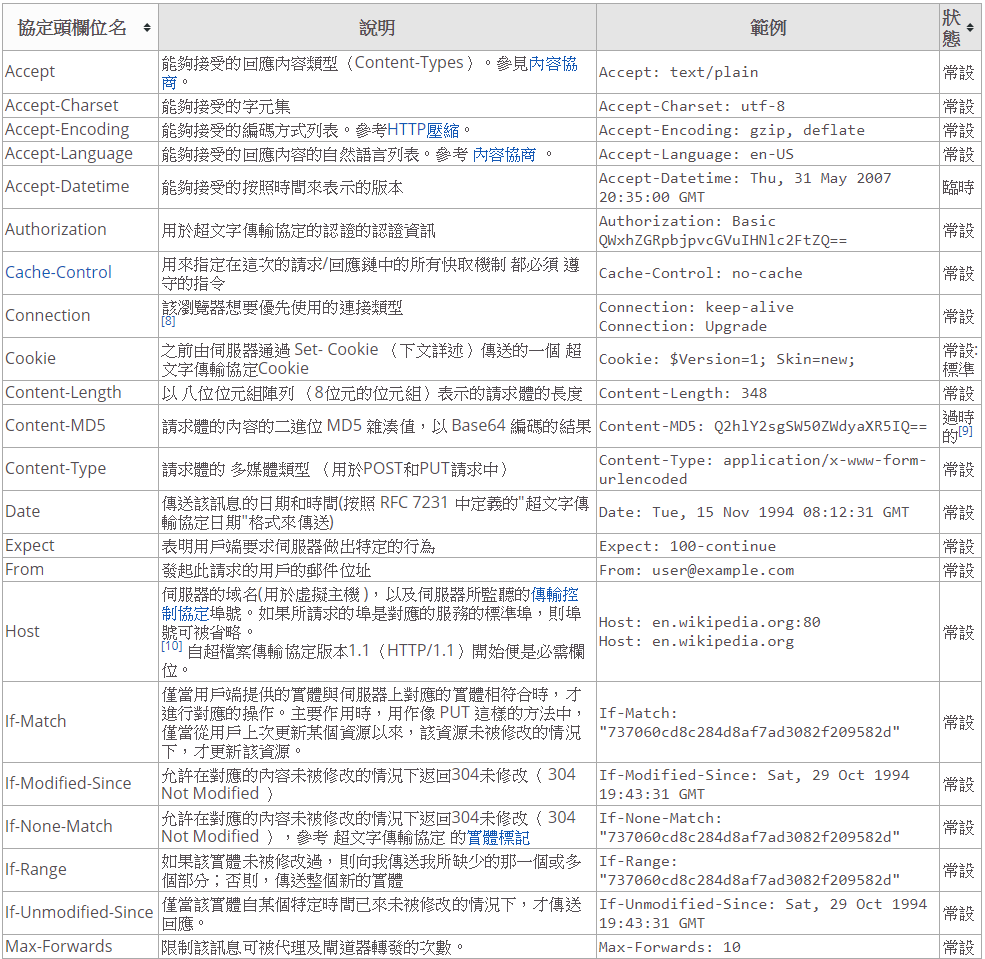 協定頭欄位名 說明 範例 狀態
Accept 能夠接受的回應內容類型（Content-Types）。參見內容協 Accept: text/plain 常設
商。
Accept-Charset 能夠接受的字元集 Accept-Charset: utf-8 常設
Accept-Encoding 能夠接受的編碼方式列表。參考HTTP壓縮。 Accept-Encoding: gzip, deflate 常設
Accept-Language 能夠接受的回應內容的自然語言列表。參考 內容協商 。 Accept-Language: en-US 常設
Accept-Datetime 能夠接受的按照時間來表示的版本 Accept-Datetime: Thu, 31 May 2007 臨時
20:35:00 GMT
Authorization 用於超文字傳輸協定的認證的認證資訊 Authorization: Basic 常設
QWxhZGRpbjpvcGVuIHNlc2FtZQ==
Cache-Control 用來指定在這次的請求/回應鏈中的所有快取機制 都必須 遵 Cache-Control: no-cache 常設
守的指令
Connection 該瀏覽器想要優先使用的連接類型 Connection: keep-alive 常設
[8] Connection: Upgrade
Cookie 之前由伺服器通過 Set- Cookie （下文詳述）傳送的一個 超 Cookie: $Version=1; Skin=new; 常設:
文字傳輸協定Cookie 標準
Content-Length 以 八位位元組陣列 （8位元的位元組）表示的請求體的長度 Content-Length: 348 常設
Content-MD5 請求體的內容的二進位 MD5 雜湊值，以 Base64 編碼的結果 Content-MD5: Q2hlY2sgSW50ZWdyaXR5IQ== 過時
的[9]
Content-Type 請求體的 多媒體類型 （用於POST和PUT請求中） Content-Type: application/x-www-form- 常設
urlencoded
Date 傳送該訊息的日期和時間(按照 RFC 7231 中定義的"超文字傳 Date: Tue, 15 Nov 1994 08:12:31 GMT 常設
輸協定日期"格式來傳送)
Expect 表明用戶端要求伺服器做出特定的行為 Expect: 100-continue 常設
From 發起此請求的用戶的郵件位址 From: user@example.com 常設
Host 伺服器的域名(用於虛擬主機 )，以及伺服器所監聽的傳輸控 Host: en.wikipedia.org:80 常設
制協定埠號。如果所請求的埠是對應的服務的標準埠，則埠 Host: en.wikipedia.org
號可被省略。
[10] 自超檔案傳輸協定版本1.1（HTTP/1.1）開始便是必需欄
位。
If-Match 僅當用戶端提供的實體與伺服器上對應的實體相符合時，才 If-Match: 常設
進行對應的操作。主要作用時，用作像 PUT 這樣的方法中， "737060cd8c284d8af7ad3082f209582d"
僅當從用戶上次更新某個資源以來，該資源未被修改的情況
下，才更新該資源。
If-Modified-Since 允許在對應的內容未被修改的情況下返回304未修改（ 304 If-Modified-Since: Sat, 29 Oct 1994 常設
Not Modified ） 19:43:31 GMT
If-None-Match 允許在對應的內容未被修改的情況下返回304未修改（ 304 If-None-Match: 常設
Not Modified ），參考 超文字傳輸協定 的實體標記 "737060cd8c284d8af7ad3082f209582d"
If-Range 如果該實體未被修改過，則向我傳送我所缺少的那一個或多 If-Range: 常設
個部分；否則，傳送整個新的實體 "737060cd8c284d8af7ad3082f209582d"
If-Unmodified-Since 僅當該實體自某個特定時間已來未被修改的情況下，才傳送 If-Unmodified-Since: Sat, 29 Oct 1994 常設
回應。 19:43:31 GMT
Max-Forwards 限制該訊息可被代理及閘道器轉發的次數。 Max-Forwards: 10 常設